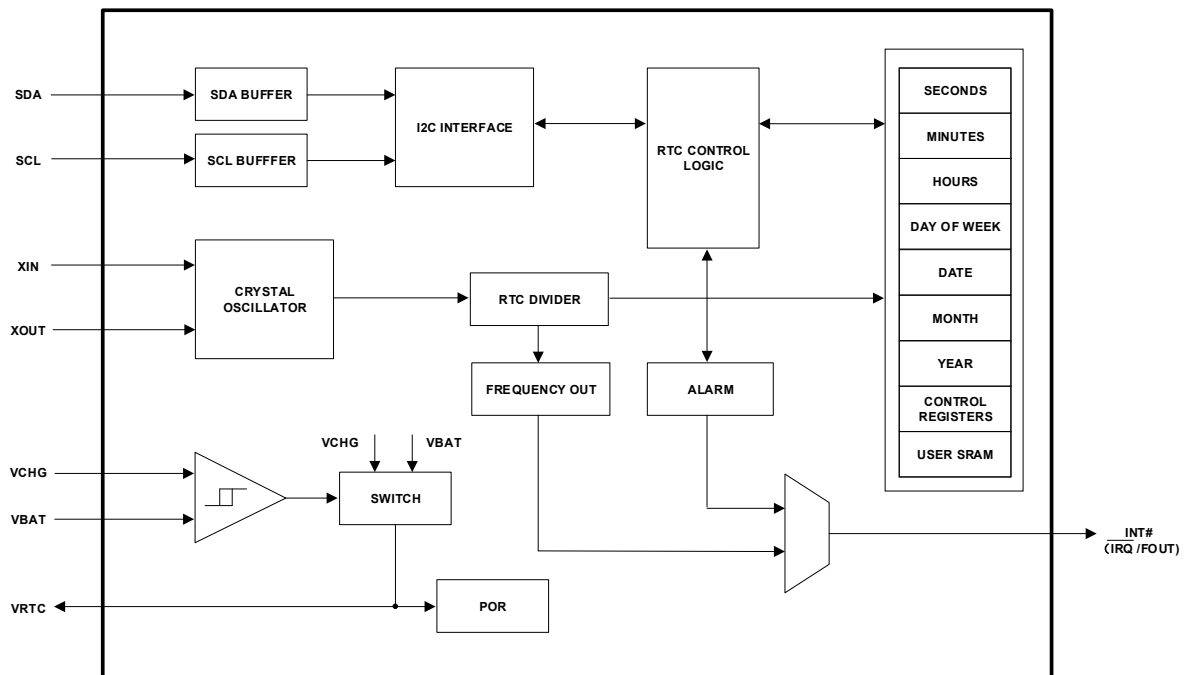 SDA
SDA BUFFER
SCL
SCL BUFFFER
I2C INTERFACE
RTC CONTROL
LOGIC
SECONDS
MINUTES
HOURS
DAY OF WEEK
DATE
MONTH
YEAR
CONTROL
REGISTERS
USER SRAM
XIN
XOUT
CRYSTAL
OSCILLATOR
RTC DIVIDER
FREQUENCY OUT
ALARM
VCHG
VBAT
VCHG
VBAT
SWITCH
INT#
(IRQ /FOUT)
VRTC
POR